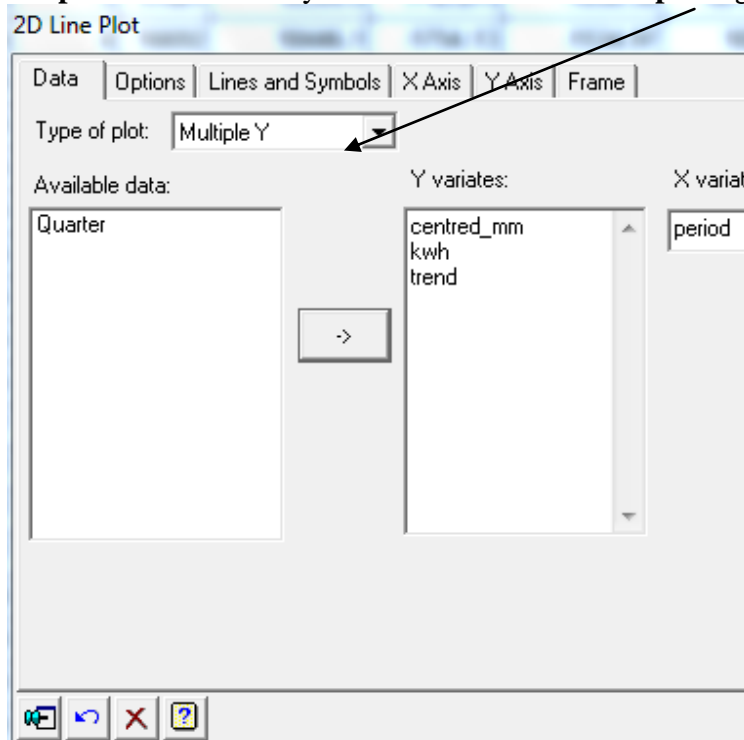 2D Line Plot
Data Options Lines and Symbols X Axis Y Axis Frame
Type of plot: Multiple Y
Available data: Y variates: X variat
Quarter centred_mm period
kwh
trend
->
?